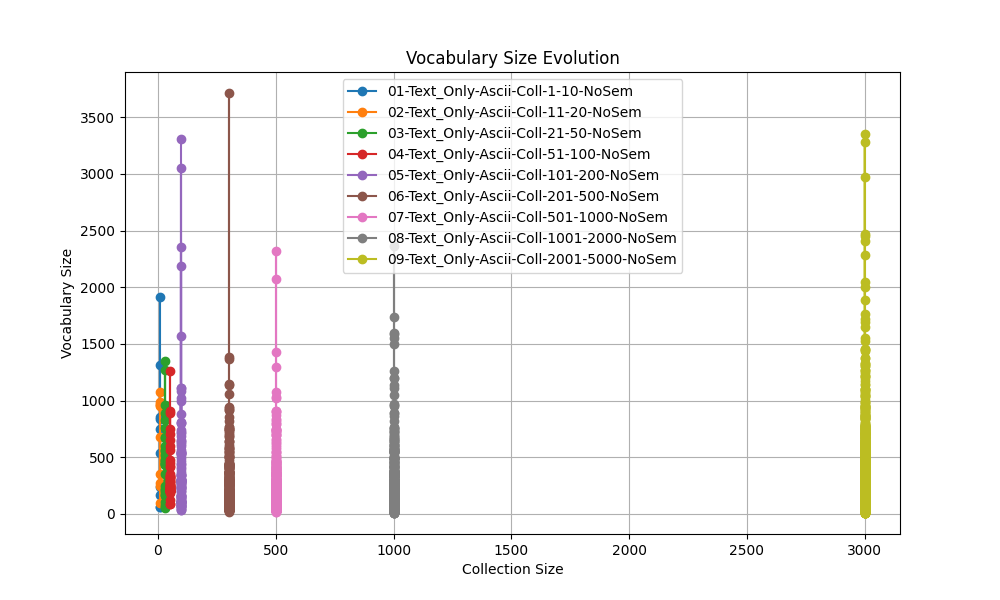 Vocabulary Size Evolution
01-Text_Only-Ascii-Coll-1-10-NoSem
02-Text_Only-Ascii-Coll-11-20-NoSem
03-Text_Only-Ascii-Coll-21-50-NoSem
04-Text_Only-Ascii-Coll-51-100-NoSem
05-Text_Only-Ascii-Coll-101-200-NoSem
06-Text_Only-Ascii-Coll-201-500-NoSem
07-Text_Only-Ascii-Coll-501-1000-NoSem
08-Text_Only-Ascii-Coll-1001-2000-NoSem
09-Text_Only-Ascii-Coll-2001-5000-NoSem
Vocabulary Size
3500
3000
2500
2000
1500
1000
500
0
0 500 1000 1500 2000 2500 3000
Collection Size